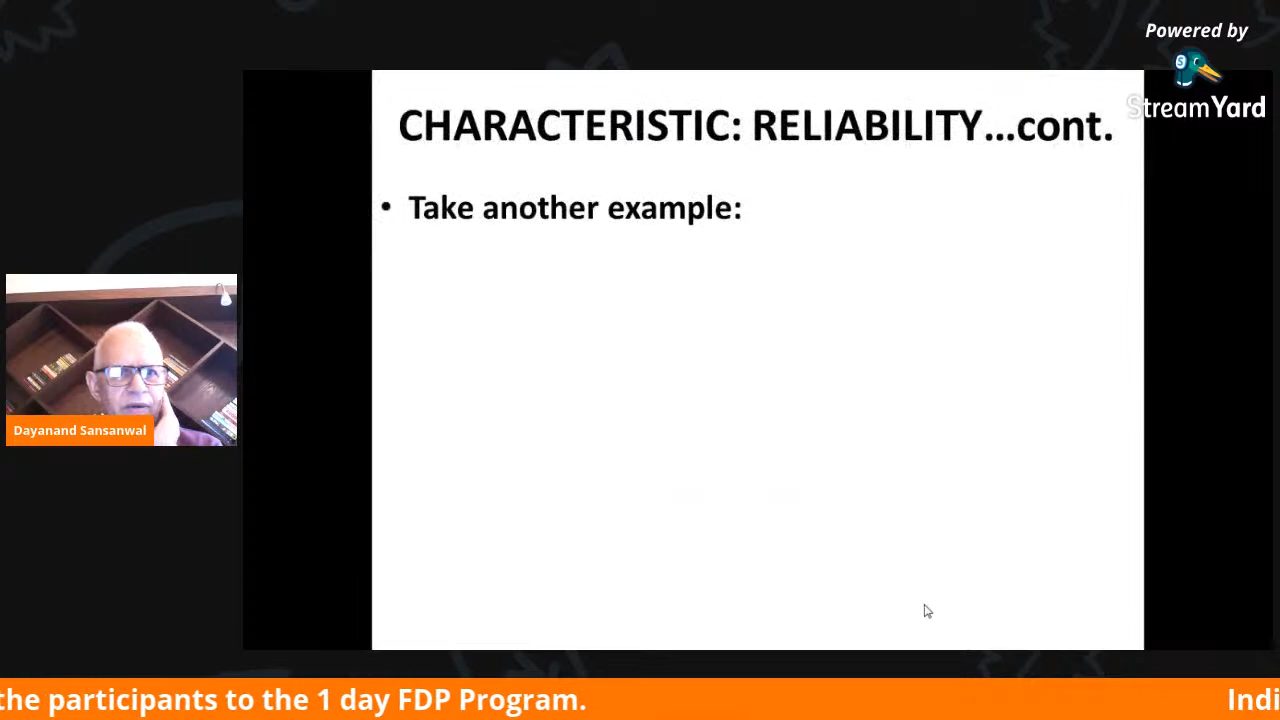 Powered by
StreamYard
CHARACTERISTIC: RELIABILITY...cont.
• Take another example:
Dayanand Sansanwal
the participants to the 1 day FDP Program.
Indi